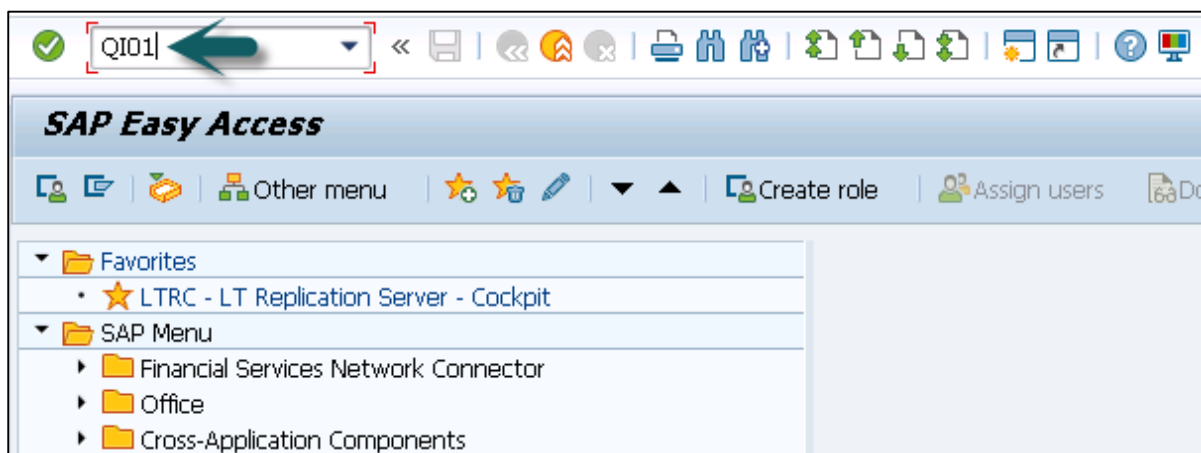 QI01
SAP Easy Access
Other menu Create role Assign users Do
Favorites
LTRC - LT Replication Server - Cockpit
SAP Menu
Financial Services Network Connector
Office
Cross-Application Components